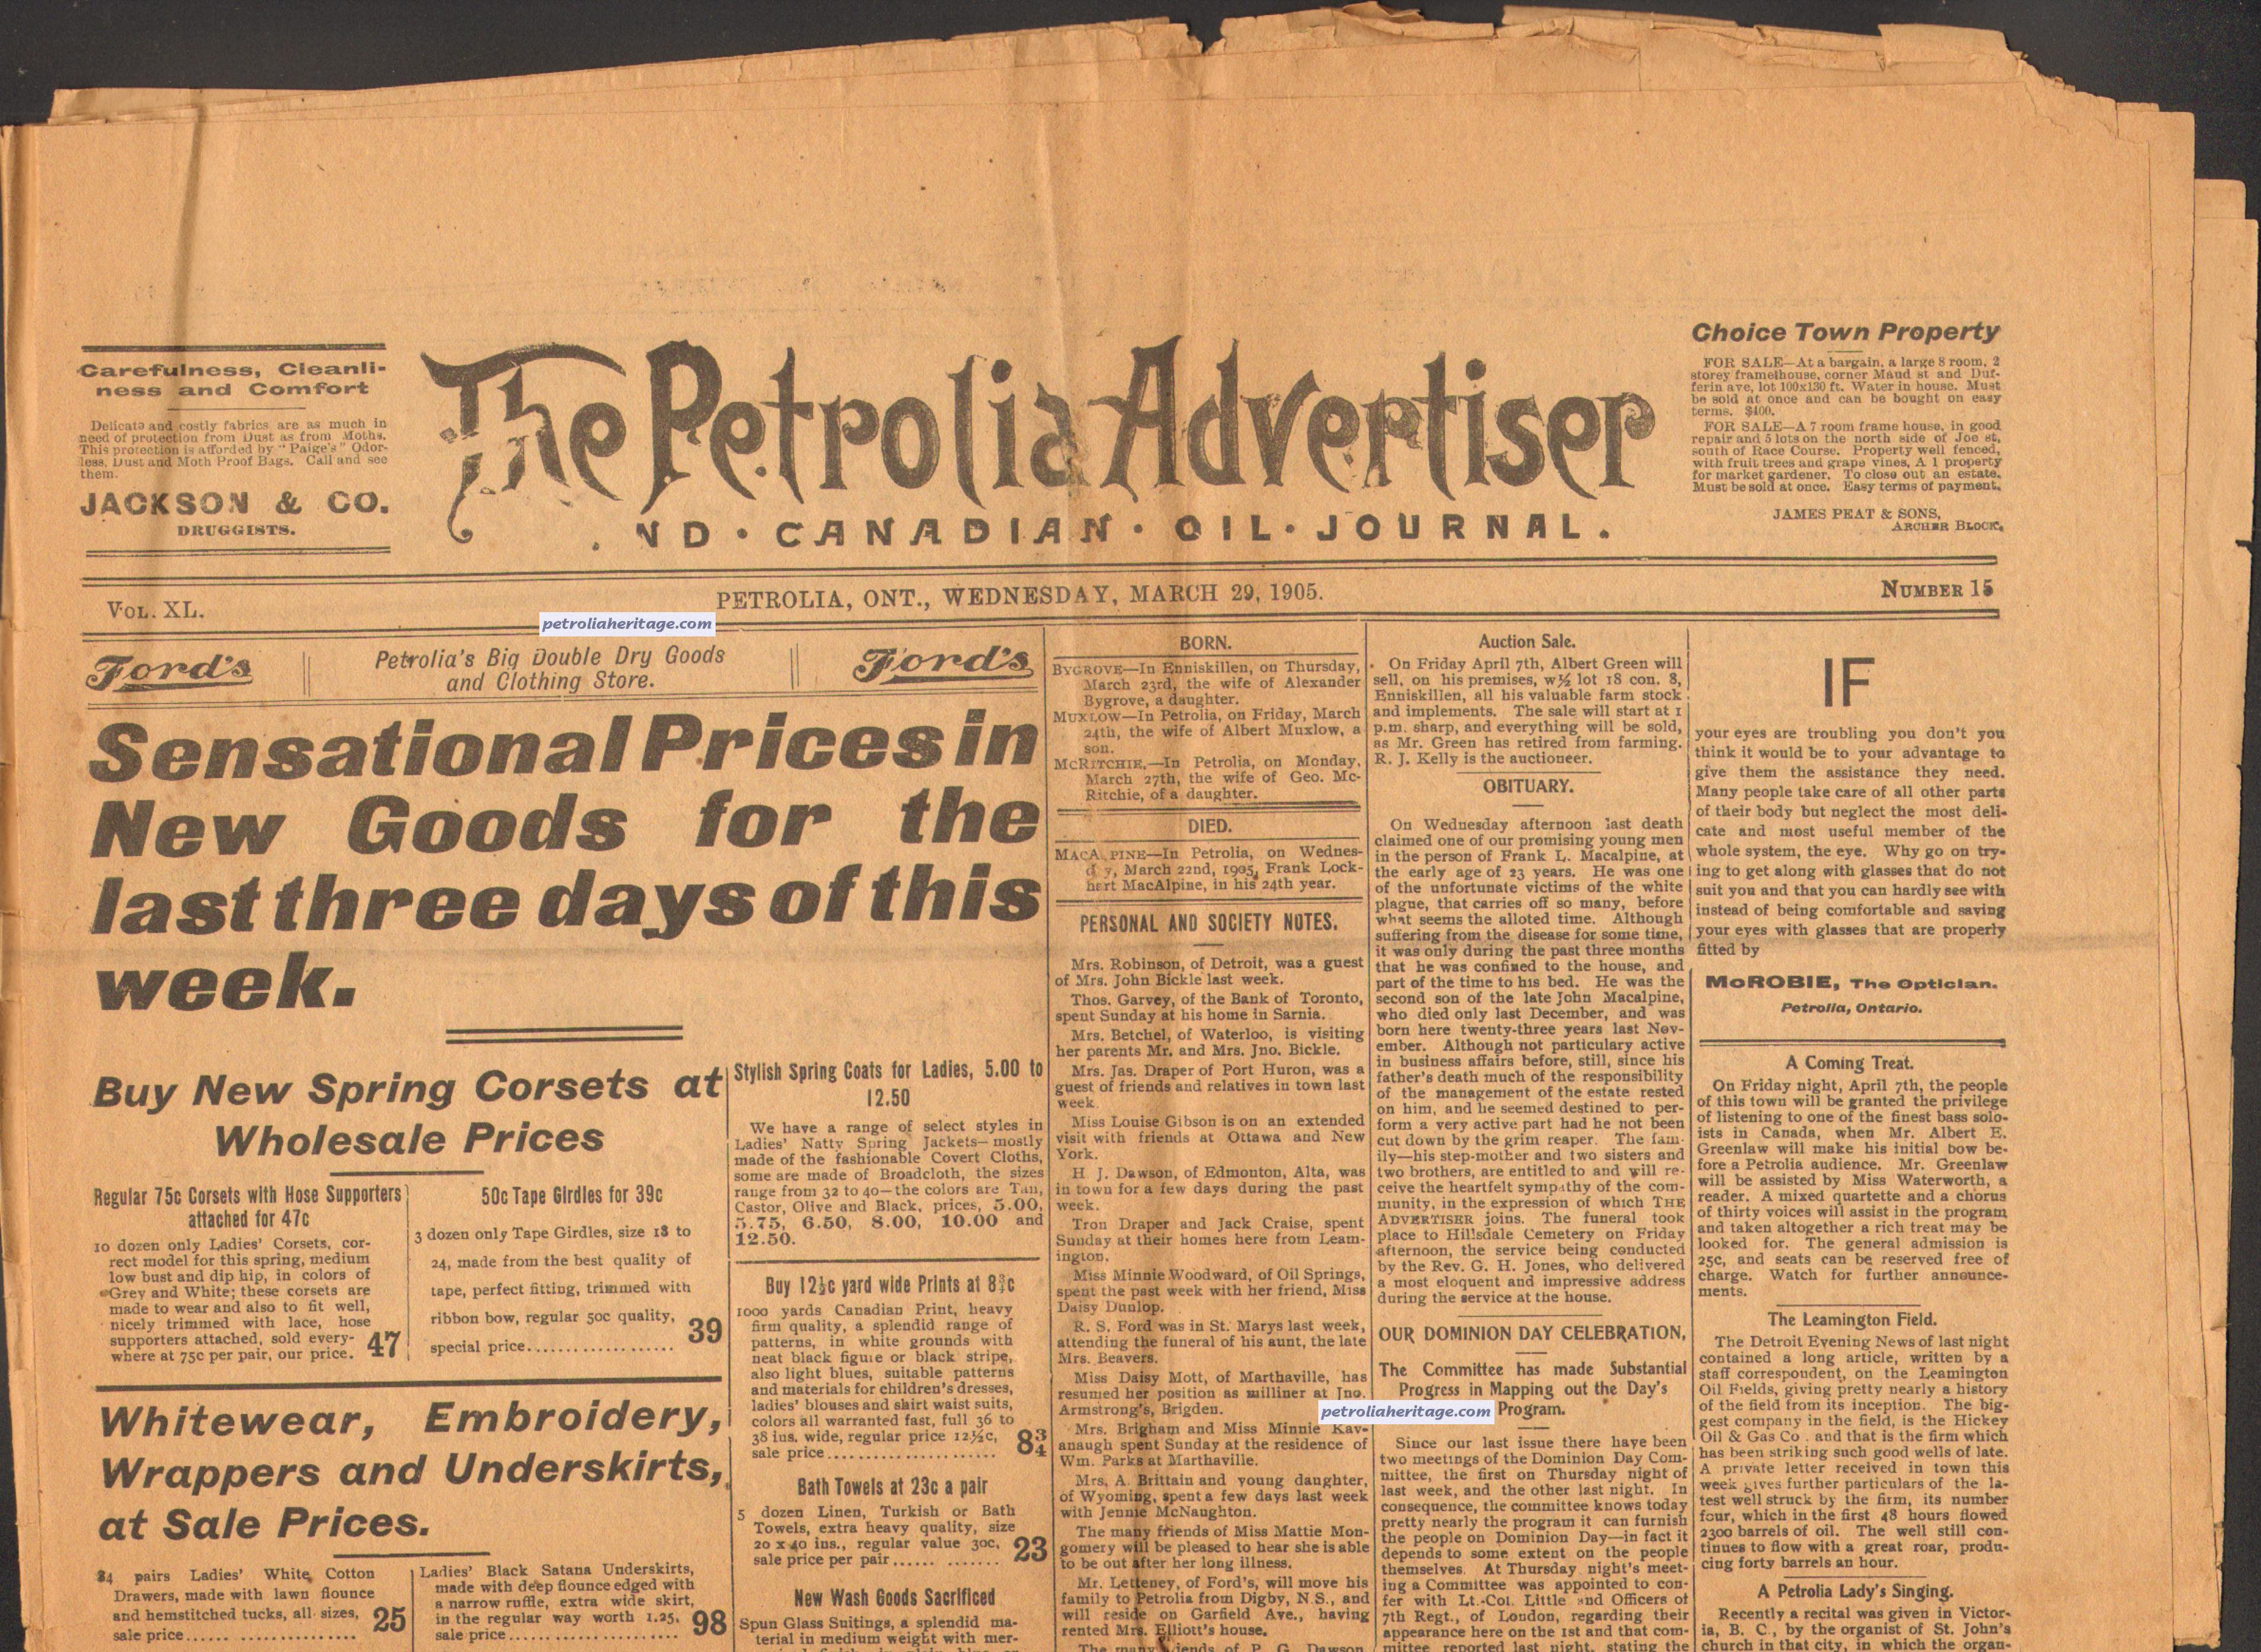 Carefulness, Cleanli-
ness and Comfort
Delicate and costly fabrics are as much in
need of protection from Dust as from Moths.
This protection is afforded by "Paige's" Odor-
less, Dust and Moth Proof Bags. Call and see
them.
JACKSON & CO.
DRUGGISTS.
The Petrolia Advertiser
ND · CANADIAN · OIL · JOURNAL.
Choice Town Property
FOR SALE—At a bargain, a large 8 room, 2
storey framehouse, corner Maud st and Duf-
ferin ave, lot 100x130 ft. Water in house. Must
be sold at once and can be bought on easy
terms. $400.
FOR SALE—A 7 room frame house, in good
repair and 5 lots on the north side of Joe st,
south of Race Course. Property well fenced,
with fruit trees and grape vines, A 1 property
for market gardener. To close out an estate.
Must be sold at once. Easy terms of payment.
JAMES PEAT & SONS,
ARCHER BLOCK.
VOL. XL.
PETROLIA, ONT., WEDNESDAY, MARCH 29, 1905.
NUMBER 15
petroliaheritage.com
Ford's
Petrolia's Big Double Dry Goods
and Clothing Store.
Ford's
Sensational Prices in
New Goods for the
last three days of this
week.
Buy New Spring Corsets at
Wholesale Prices
Regular 75c Corsets with Hose Supporters
attached for 47c
10 dozen only Ladies' Corsets, cor-
rect model for this spring, medium
low bust and dip hip, in colors of
Grey and White; these corsets are
made to wear and also to fit well,
nicely trimmed with lace, hose
supporters attached, sold every-
where at 75c per pair, our price. 47
50c Tape Girdles for 39c
3 dozen only Tape Girdles, size 18 to
24, made from the best quality of
tape, perfect fitting, trimmed with
ribbon bow, regular 50c quality,
special price.................... 39
Whitewear, Embroidery,
Wrappers and Underskirts,
at Sale Prices.
84 pairs Ladies' White Cotton
Drawers, made with lawn flounce
and hemstitched tucks, all sizes,
sale price...................... 25
Ladies' Black Satana Underskirts,
made with deep flounce edged with
a narrow ruffle, extra wide skirt,
in the regular way worth 1.25,
sale price...................... 98
Stylish Spring Coats for Ladies, 5.00 to
12.50
We have a range of select styles in
Ladies' Natty Spring Jackets—mostly
made of the fashionable Covert Cloths,
some are made of Broadcloth, the sizes
range from 32 to 40—the colors are Tan,
Castor, Olive and Black, prices, 5.00,
5.75, 6.50, 8.00, 10.00 and
12.50.
Buy 12½c yard wide Prints at 8¾c
1000 yards Canadian Print, heavy
firm quality, a splendid range of
patterns, in white grounds with
neat black figure or black stripe,
also light blues, suitable patterns
and materials for children's dresses,
ladies' blouses and shirt waist suits,
colors all warranted fast, full 36 to
38 ins. wide, regular price 12½c,
sale price...................... 8¾
Bath Towels at 23c a pair
5 dozen Linen, Turkish or Bath
Towels, extra heavy quality, size
20 x 40 ins., regular value 30c,
sale price per pair...... ........ 23
New Wash Goods Sacrificed
Spun Glass Suitings, a splendid ma-
terial in medium weight with mer-
BORN.
BYGROVE—In Enniskillen, on Thursday,
March 23rd, the wife of Alexander
Bygrove, a daughter.
MUXLOW—In Petrolia, on Friday, March
24th, the wife of Albert Muxlow, a
son.
MCRITCHIE,—In Petrolia, on Monday,
March 27th, the wife of Geo. Mc-
Ritchie, of a daughter.
DIED.
MACA PINE—In Petrolia, on Wednes-
d y, March 22nd, 1905, Frank Lock-
hart MacAlpine, in his 24th year.
PERSONAL AND SOCIETY NOTES.
Mrs. Robinson, of Detroit, was a guest
of Mrs. John Bickle last week.
Thos. Garvey, of the Bank of Toronto,
spent Sunday at his home in Sarnia.
Mrs. Betchel, of Waterloo, is visiting
her parents Mr. and Mrs. Jno. Bickle.
Mrs. Jas. Draper of Port Huron, was a
guest of friends and relatives in town last
week.
Miss Louise Gibson is on an extended
visit with friends at Ottawa and New
York.
H J. Dawson, of Edmonton, Alta, was
in town for a few days during the past
week.
Tron Draper and Jack Craise, spent
Sunday at their homes here from Leam-
ington.
Miss Minnie Woodward, of Oil Springs,
spent the past week with her friend, Miss
Daisy Dunlop.
R. S. Ford was in St. Marys last week,
attending the funeral of his aunt, the late
Mrs. Beavers.
Miss Daisy Mott, of Marthaville, has
resumed her position as milliner at Jno.
Armstrong's, Brigden.
Mrs. Brigham and Miss Minnie Kav-
anaugh spent Sunday at the residence of
Wm. Parks at Marthaville.
Mrs, A. Brittain and young daughter,
of Wyoming, spent a few days last week
with Jennie McNaughton.
The many friends of Miss Mattie Mon-
gomery will be pleased to hear she is able
to be out after her long illness.
Mr. Letteney, of Ford's, will move his
family to Petrolia from Digby, N.S., and
will reside on Garfield Ave., having
rented Mrs. Elliott's house.
The many friends of P. G. Dawson
Auction Sale.
On Friday April 7th, Albert Green will
sell, on his premises, w½ lot 18 con. 8,
Enniskillen, all his valuable farm stock
and implements. The sale will start at 1
p.m. sharp, and everything will be sold,
as Mr. Green has retired from farming.
R. J. Kelly is the auctioneer.
OBITUARY.
On Wednesday afternoon last death
claimed one of our promising young men
in the person of Frank L. Macalpine, at
the early age of 23 years. He was one
of the unfortunate victims of the white
plague, that carries off so many, before
what seems the alloted time. Although
suffering from the disease for some time,
it was only during the past three months
that he was confined to the house, and
part of the time to his bed. He was the
second son of the late John Macalpine,
who died only last December, and was
born here twenty-three years last Nov-
ember. Although not particulary active
in business affairs before, still, since his
father's death much of the responsibility
of the management of the estate rested
on him, and he seemed destined to per-
form a very active part had he not been
cut down by the grim reaper. The fam-
ily—his step-mother and two sisters and
two brothers, are entitled to and will re-
ceive the heartfelt sympathy of the com-
munity, in the expression of which THE
ADVERTISER joins. The funeral took
place to Hillsdale Cemetery on Friday
afternoon, the service being conducted
by the Rev. G. H. Jones, who delivered
a most eloquent and impressive address
during the service at the house.
OUR DOMINION DAY CELEBRATION,
The Committee has made Substantial
Progress in Mapping out the Day's
petroliaheritage.com Program.
Since our last issue there have been
two meetings of the Dominion Day Com-
mittee, the first on Thursday night of
last week, and the other last night. In
consequence, the committee knows today
pretty nearly the program it can furnish
the people on Dominion Day—in fact it
depends to some extent on the people
themselves. At Thursday night's meet-
ing a Committee was appointed to con-
fer with Lt.-Col. Little and Officers of
7th Regt., of London, regarding their
appearance here on the 1st and that com-
mittee reported last night, stating the
IF
your eyes are troubling you don't you
think it would be to your advantage to
give them the assistance they need.
Many people take care of all other parts
of their body but neglect the most deli-
cate and most useful member of the
whole system, the eye. Why go on try-
ing to get along with glasses that do not
suit you and that you can hardly see with
instead of being comfortable and saving
your eyes with glasses that are properly
fitted by
McROBIE, The Optician.
Petrolia, Ontario.
A Coming Treat.
On Friday night, April 7th, the people
of this town will be granted the privilege
of listening to one of the finest bass solo-
ists in Canada, when Mr. Albert E.
Greenlaw will make his initial bow be-
fore a Petrolia audience. Mr. Greenlaw
will be assisted by Miss Waterworth, a
reader. A mixed quartette and a chorus
of thirty voices will assist in the program
and taken altogether a rich treat may be
looked for. The general admission is
25c, and seats can be reserved free of
charge. Watch for further announce-
ments.
The Leamington Field.
The Detroit Evening News of last night
contained a long article, written by a
staff correspondent, on the Leamington
Oil Fields, giving pretty nearly a history
of the field from its inception. The big-
gest company in the field, is the Hickey
Oil & Gas Co . and that is the firm which
has been striking such good wells of late.
A private letter received in town this
week gives further particulars of the la-
test well struck by the firm, its number
four, which in the first 48 hours flowed
2300 barrels of oil. The well still con-
tinues to flow with a great roar, produ-
cing forty barrels an hour.
A Petrolia Lady's Singing.
Recently a recital was given in Victor-
ia, B. C., by the organist of St. John's
church in that city, in which the organ-